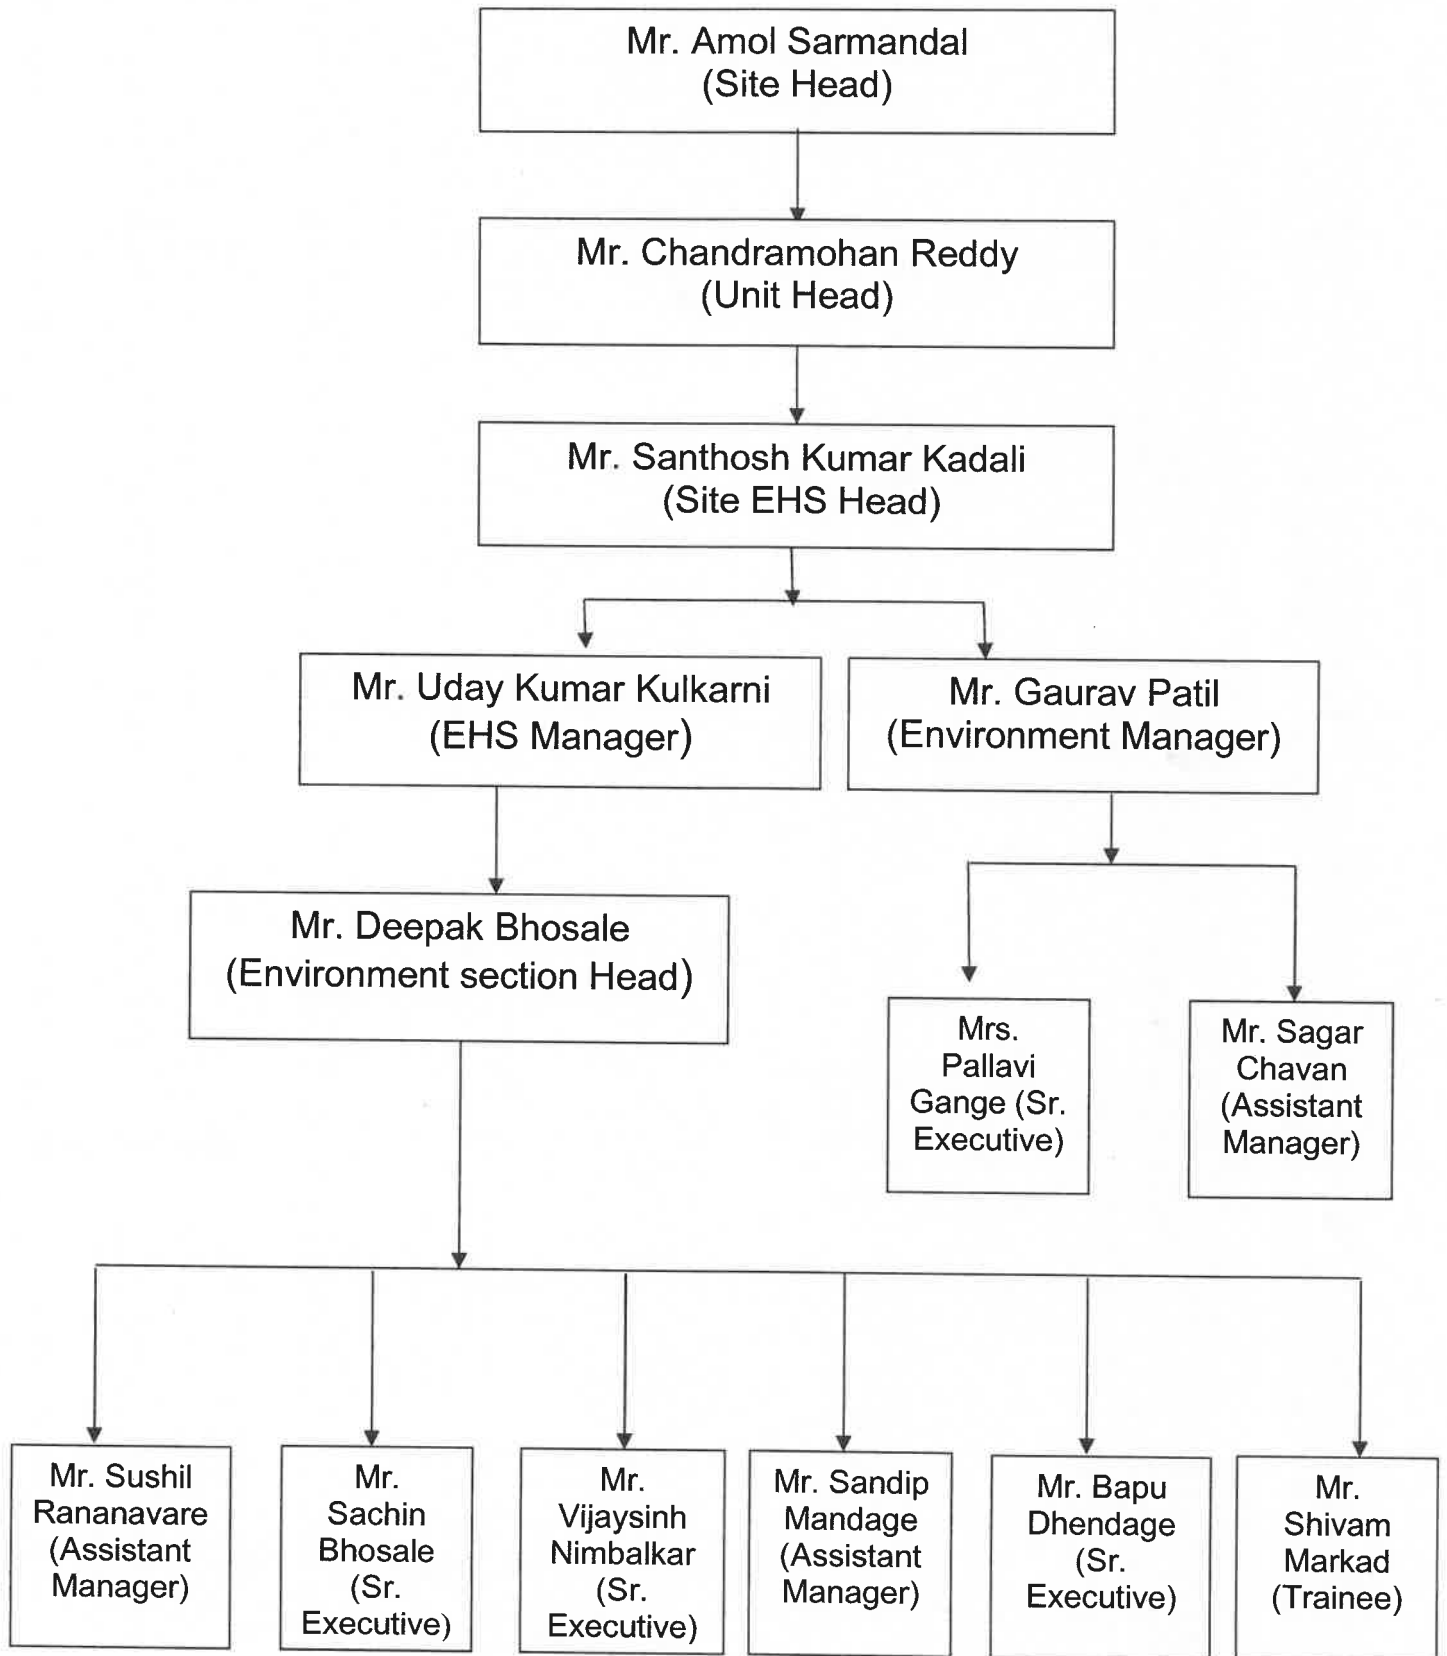 Mr. Amol Sarmandal
(Site Head)
Mr. Chandramohan Reddy
(Unit Head)
Mr. Santhosh Kumar Kadali
(Site EHS Head)
Mr. Uday Kumar Kulkarni
(EHS Manager)
Mr. Gaurav Patil
(Environment Manager)
Mr. Deepak Bhosale
(Environment section Head)
Mrs.
Pallavi
Gange (Sr.
Executive)
Mr. Sagar
Chavan
(Assistant
Manager)
Mr. Sushil
Rananavare
(Assistant
Manager)
Mr.
Sachin
Bhosale
(Sr.
Executive)
Mr.
Vijaysinh
Nimbalkar
(Sr.
Executive)
Mr. Sandip
Mandage
(Assistant
Manager)
Mr. Bapu
Dhendage
(Sr.
Executive)
Mr.
Shivam
Markad
(Trainee)